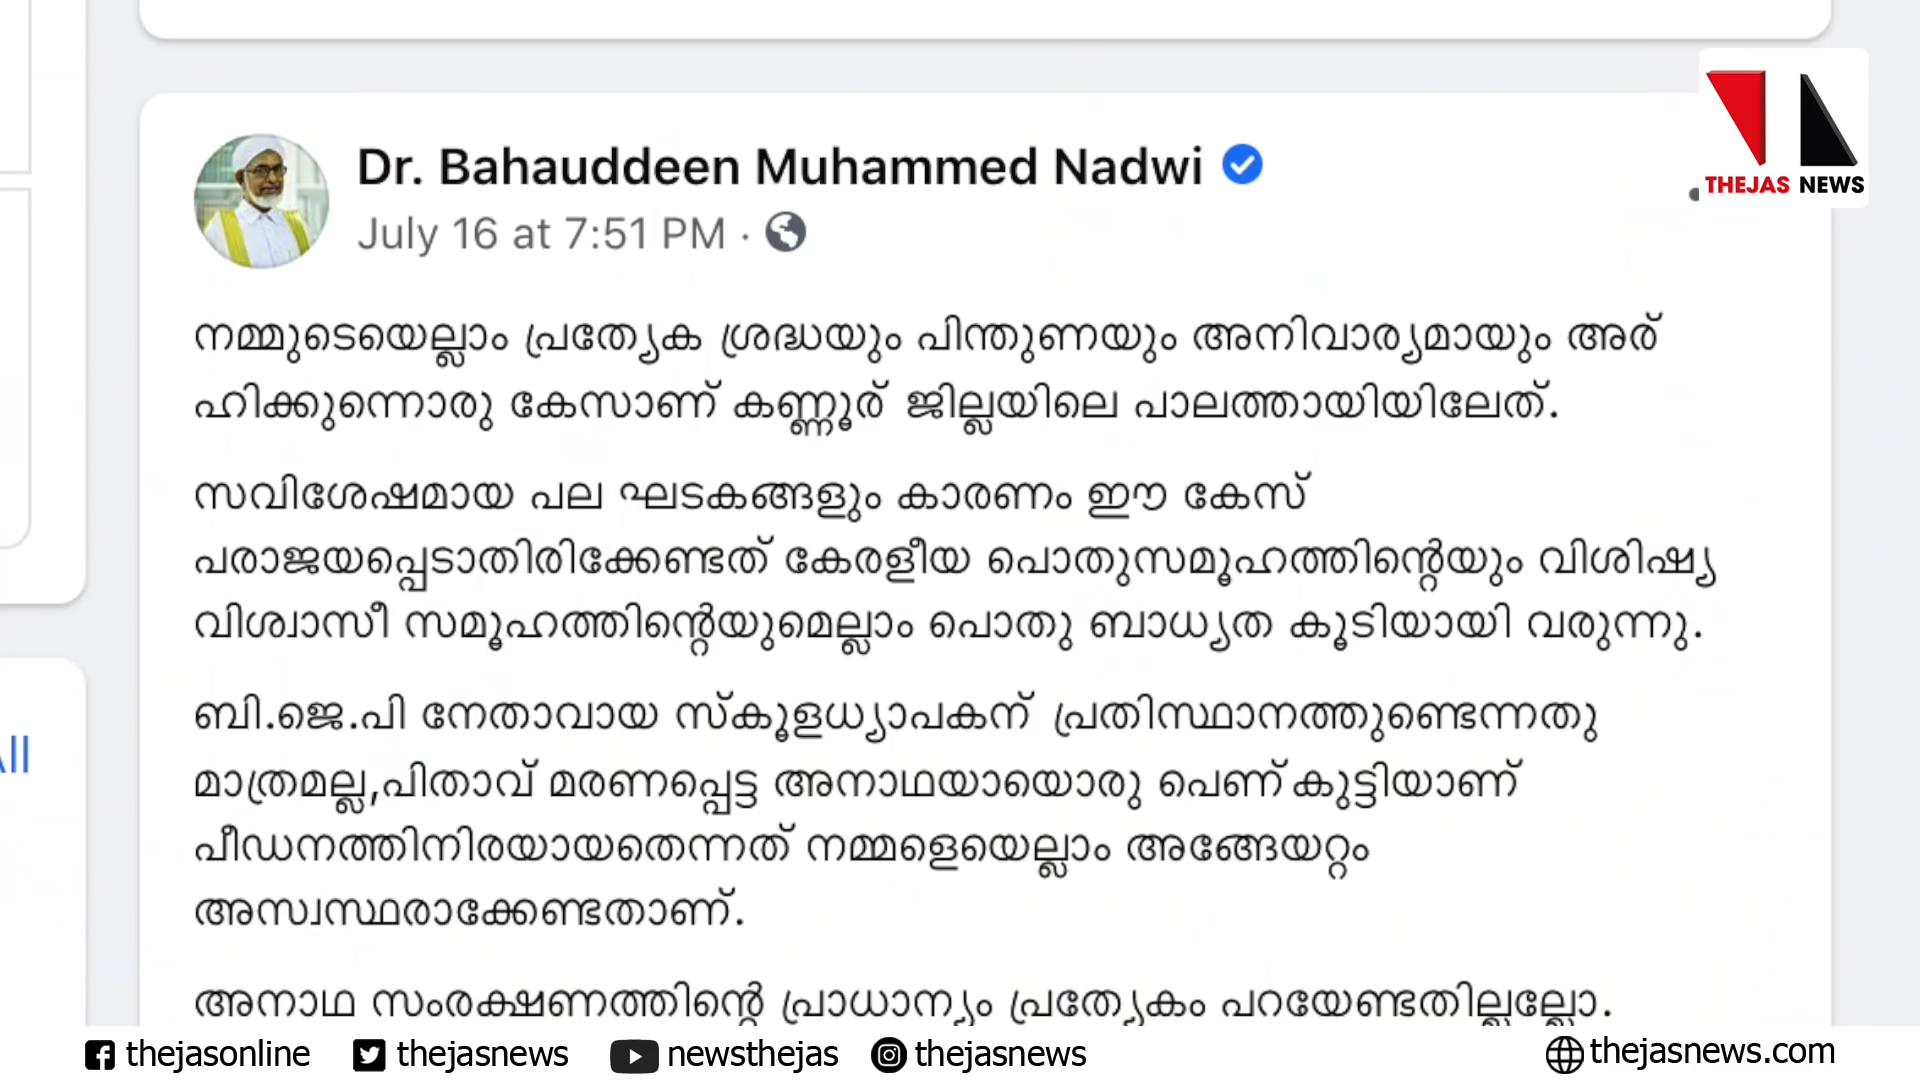 THEJAS NEWS
Dr. Bahauddeen Muhammed Nadwi
July 16 at 7:51 PM ·
നമ്മുടെയെല്ലാം പ്രത്യേക ശ്രദ്ധയും പിന്തുണയും അനിവാര്യമായും അര്
ഹിക്കുന്നൊരു കേസാണ് കണ്ണൂര് ജില്ലയിലെ പാലത്തായിയിലേത്.
സവിശേഷമായ പല ഘടകങ്ങളും കാരണം ഈ കേസ്
പരാജയപ്പെടാതിരിക്കേണ്ടത് കേരളീയ പൊതുസമൂഹത്തിന്റെയും വിശിഷ്യ
വിശ്വാസീ സമൂഹത്തിന്റെയുമെല്ലാം പൊതു ബാധ്യത കൂടിയായി വരുന്നു.
ബി.ജെ.പി നേതാവായ സ്കൂളധ്യാപകന് പ്രതിസ്ഥാനത്തുണ്ടെന്നതു
മാത്രമല്ല,പിതാവ് മരണപ്പെട്ട അനാഥയായൊരു പെണ്കുട്ടിയാണ്
പീഡനത്തിനിരയായതെന്നത് നമ്മളെയെല്ലാം അങ്ങേയറ്റം
അസ്വസ്ഥരാക്കേണ്ടതാണ്.
അനാഥ സംരക്ഷണത്തിന്റെ പ്രാധാന്യം പ്രത്യേകം പറയേണ്ടതില്ലല്ലോ.
thejasonline thejasnews newsthejas thejasnews thejasnews.com